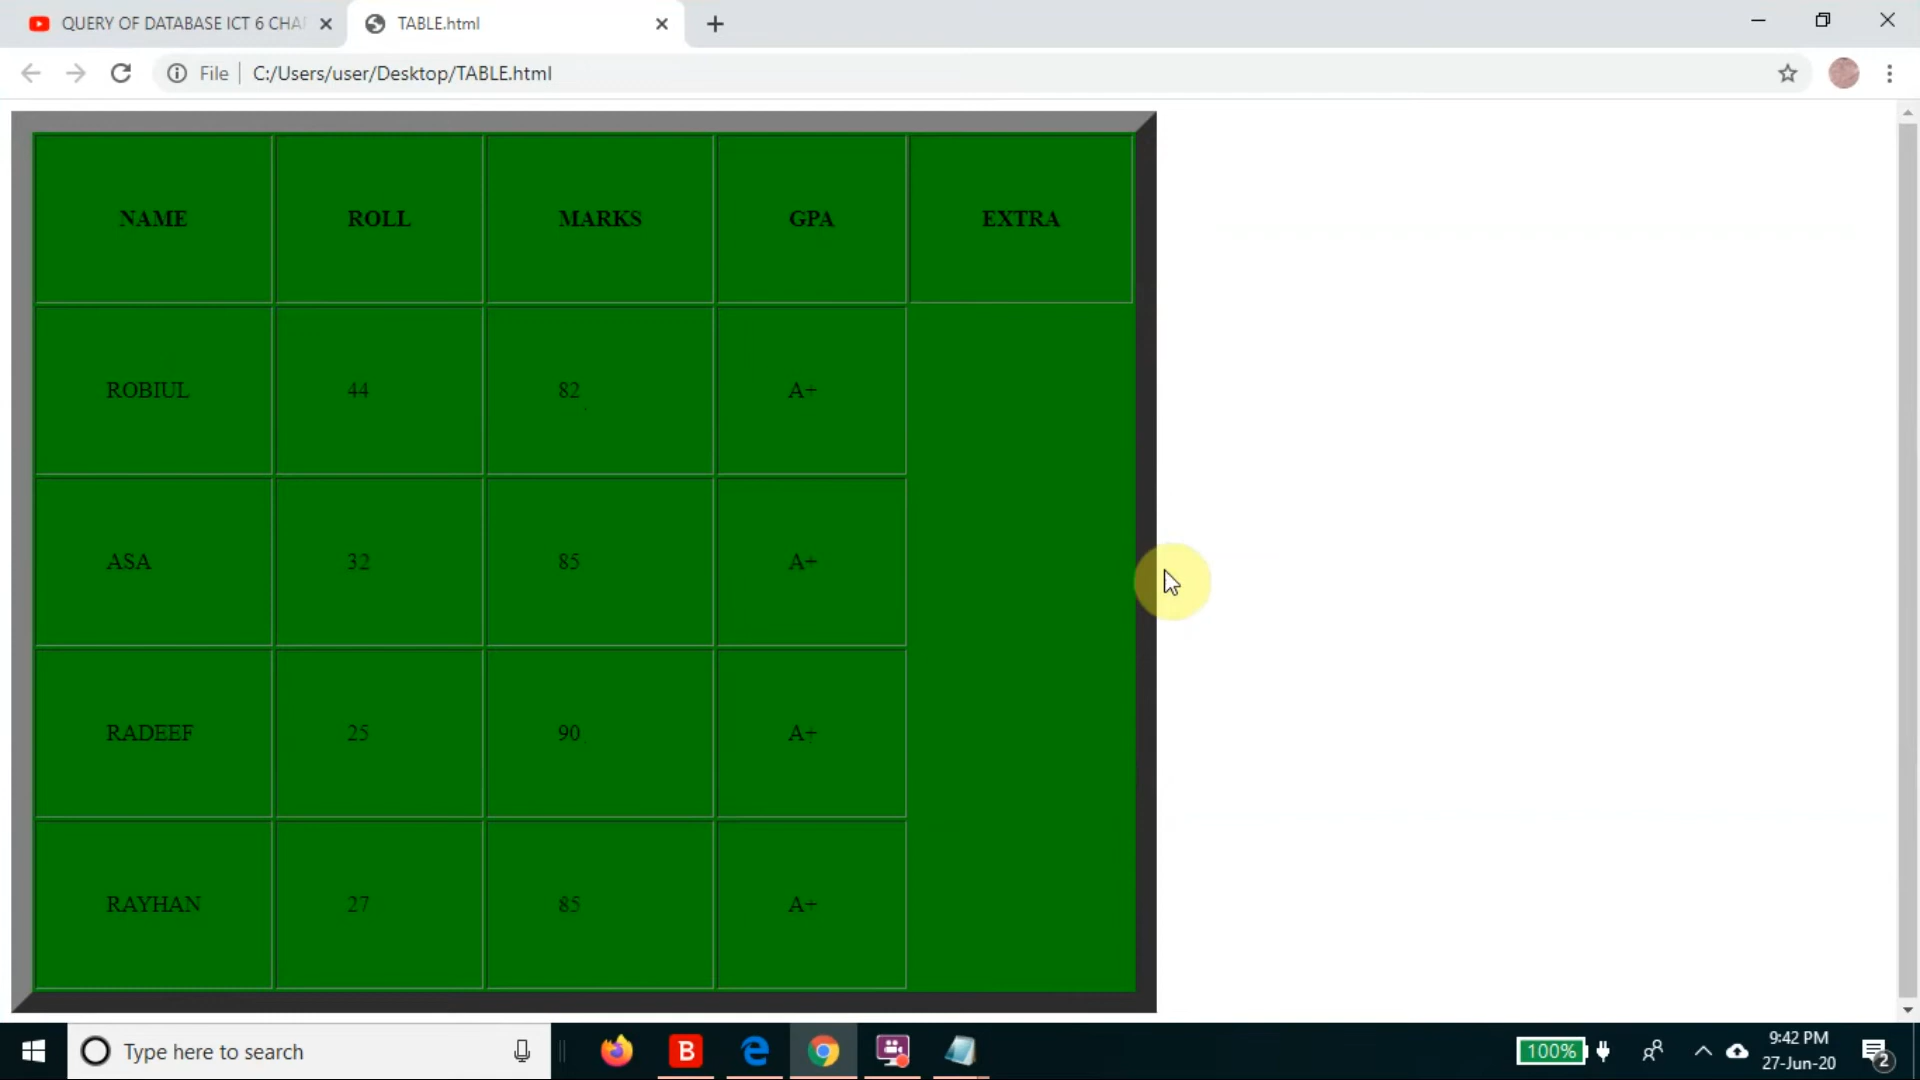 QUERY OF DATABASE ICT 6 CHA
TABLE.html
File
C:/Users/user/Desktop/TABLE.html
NAME ROLL MARKS GPA EXTRA
ROBIUL 44 82 A+
ASA 32 85 A+
RADEEF 25 90 A+
RAYHAN 27 85 A+
Type here to search
B
100%
9:42 PM
27-Jun-20
2